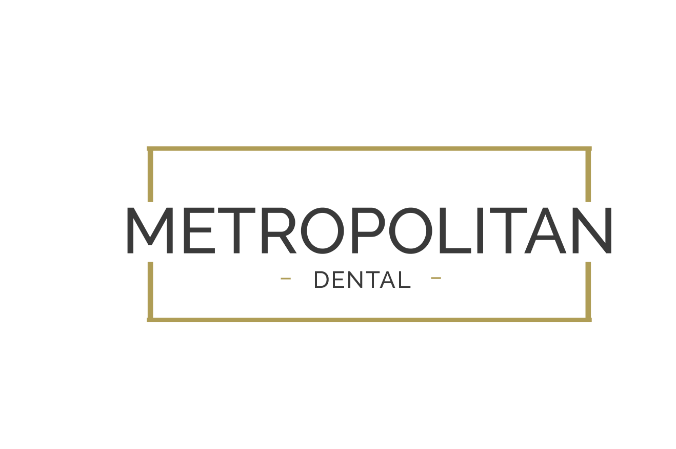 METROPOLITAN
- DENTAL -